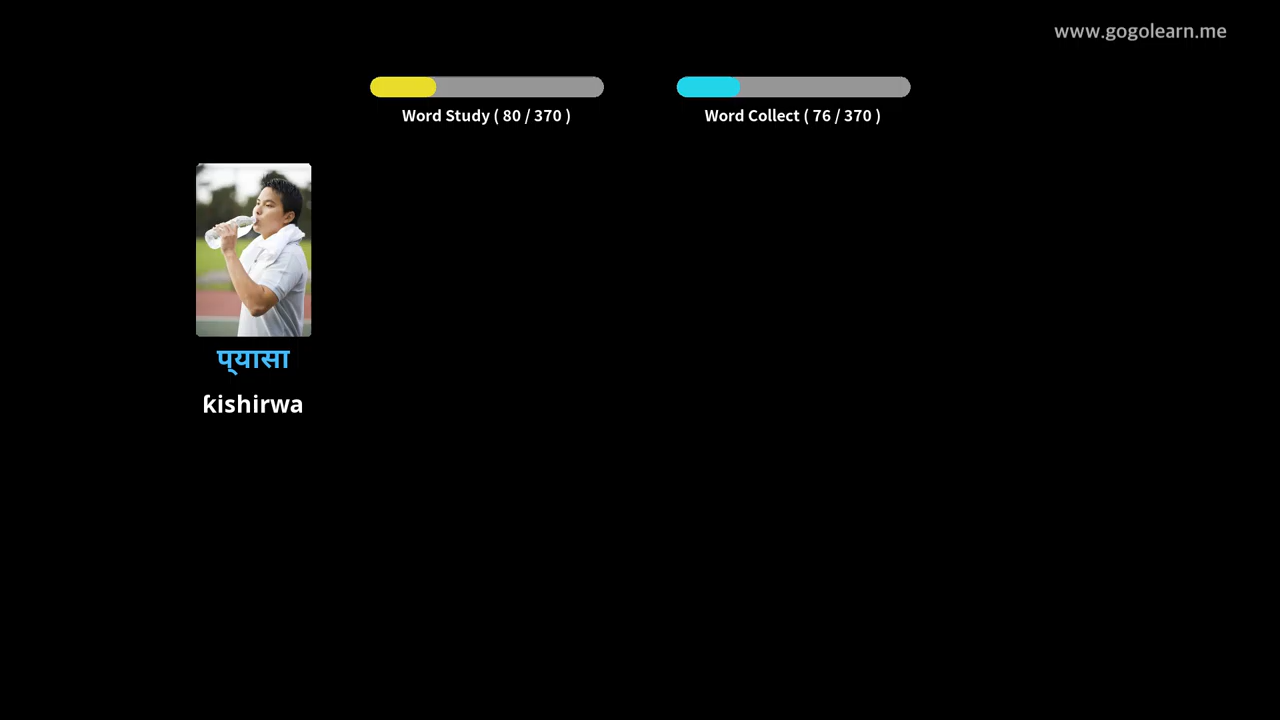 www.gogolearn.me
Word Study ( 80 / 370 )
Word Collect ( 76 / 370 )
प्यासा
ƙishirwa